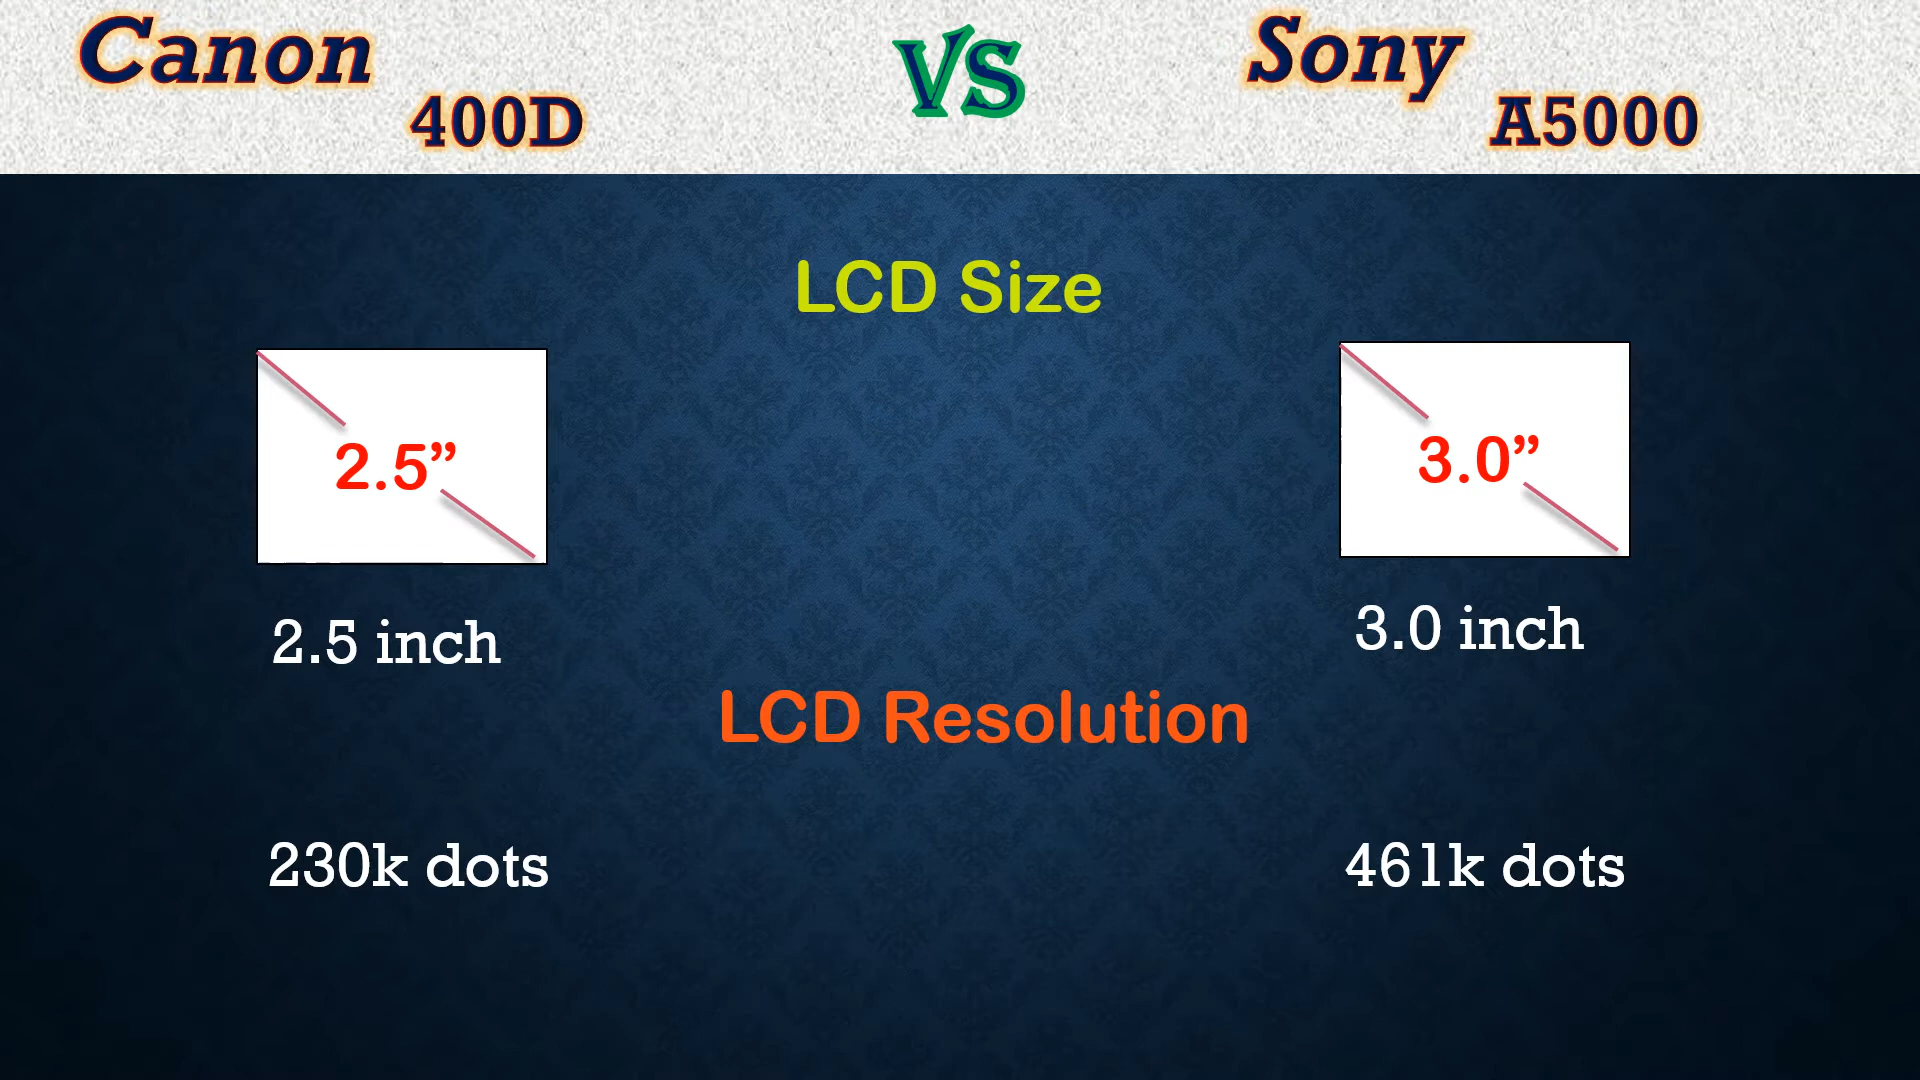 Canon
400D
VS
Sony
A5000
LCD Size
2.5”
3.0”
2.5 inch
3.0 inch
LCD Resolution
230k dots
461k dots